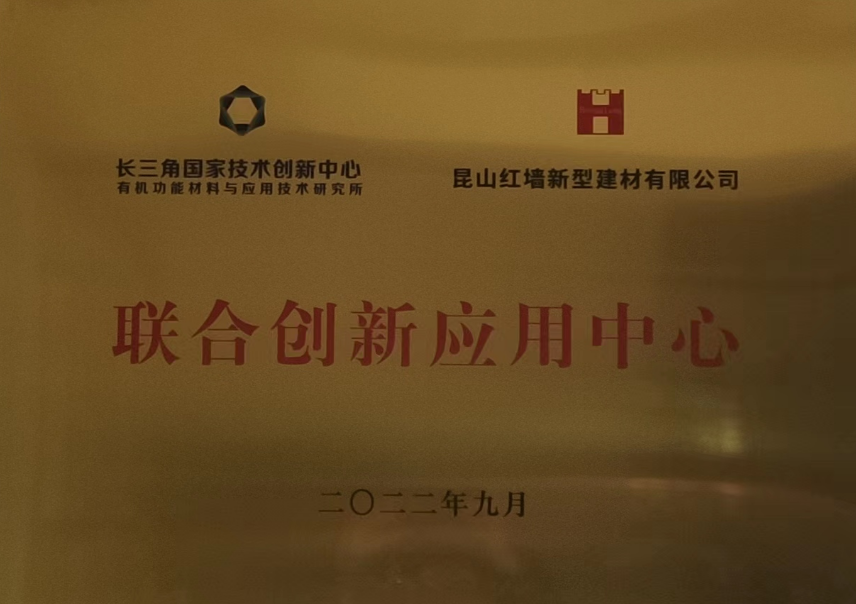 长三角国家技术创新中心
有机功能材料与应用技术研究所
昆山红墙新型建材有限公司
联合创新应用中心
二〇二二年九月